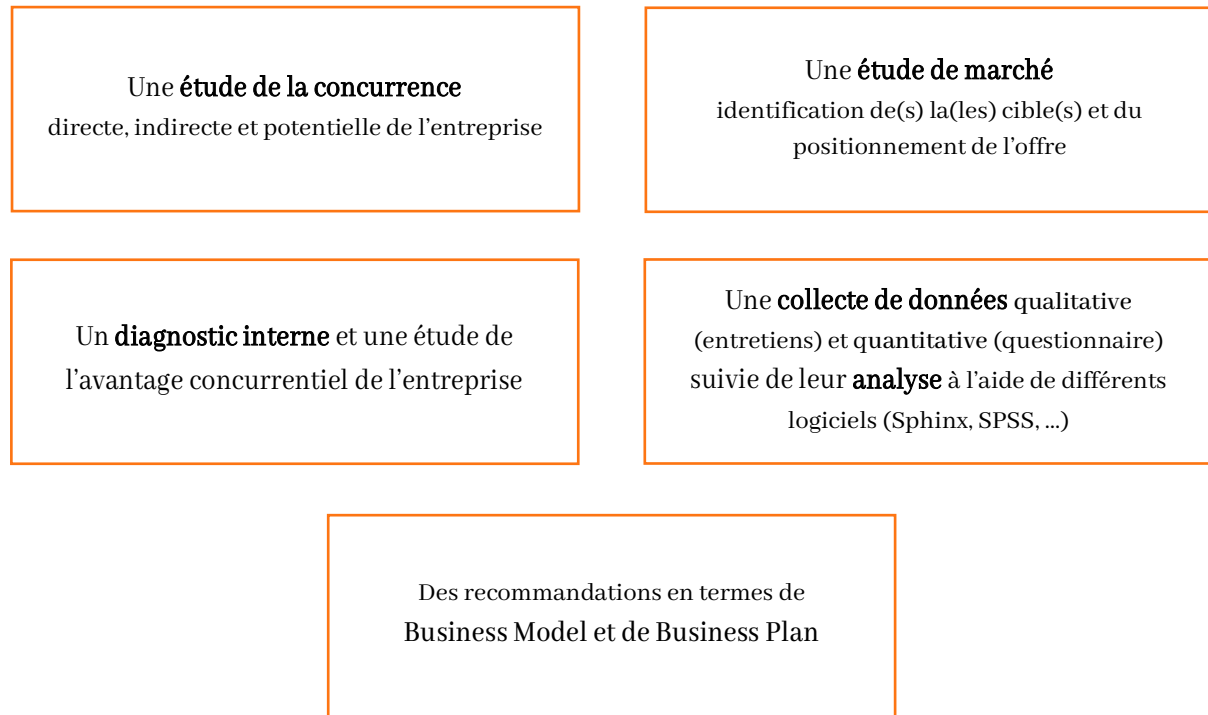 Une étude de la concurrence
directe, indirecte et potentielle de l'entreprise
Une étude de marché
identification de(s) la(les) cible(s) et du
positionnement de l'offre
Un diagnostic interne et une étude de
l'avantage concurrentiel de l'entreprise
Une collecte de données qualitative
(entretiens) et quantitative (questionnaire)
suivie de leur analyse à l'aide de différents
logiciels (Sphinx, SPSS, ...)
Des recommandations en termes de
Business Model et de Business Plan